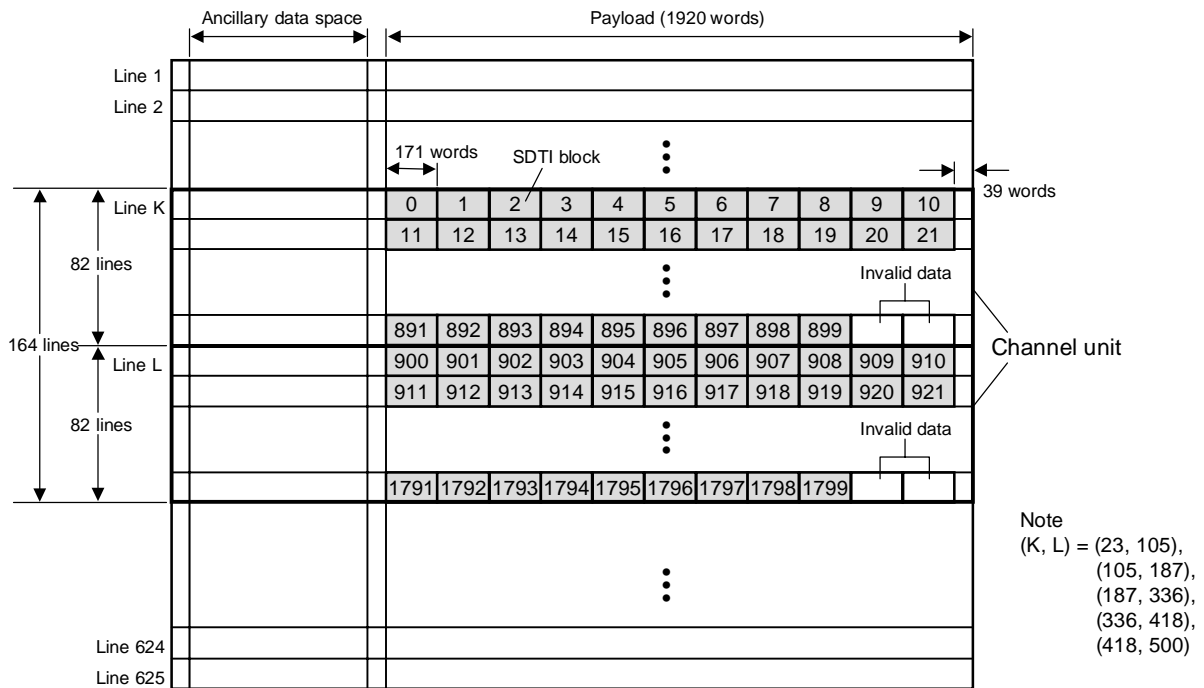 Ancillary data space Payload (1920 words)
Line 1
Line 2
171 words SDTI block
39 words
Line K 0 1 2 3 4 5 6 7 8 9 10
11 12 13 14 15 16 17 18 19 20 21
82 lines Invalid data
891 892 893 894 895 896 897 898 899
164 lines
Channel unit
Line L 900 901 902 903 904 905 906 907 908 909 910
911 912 913 914 915 916 917 918 919 920 921
82 lines Invalid data
1791 1792 1793 1794 1795 1796 1797 1798 1799
Note
(K, L) = (23, 105),
(105, 187),
(187, 336),
(336, 418),
(418, 500)
Line 624
Line 625